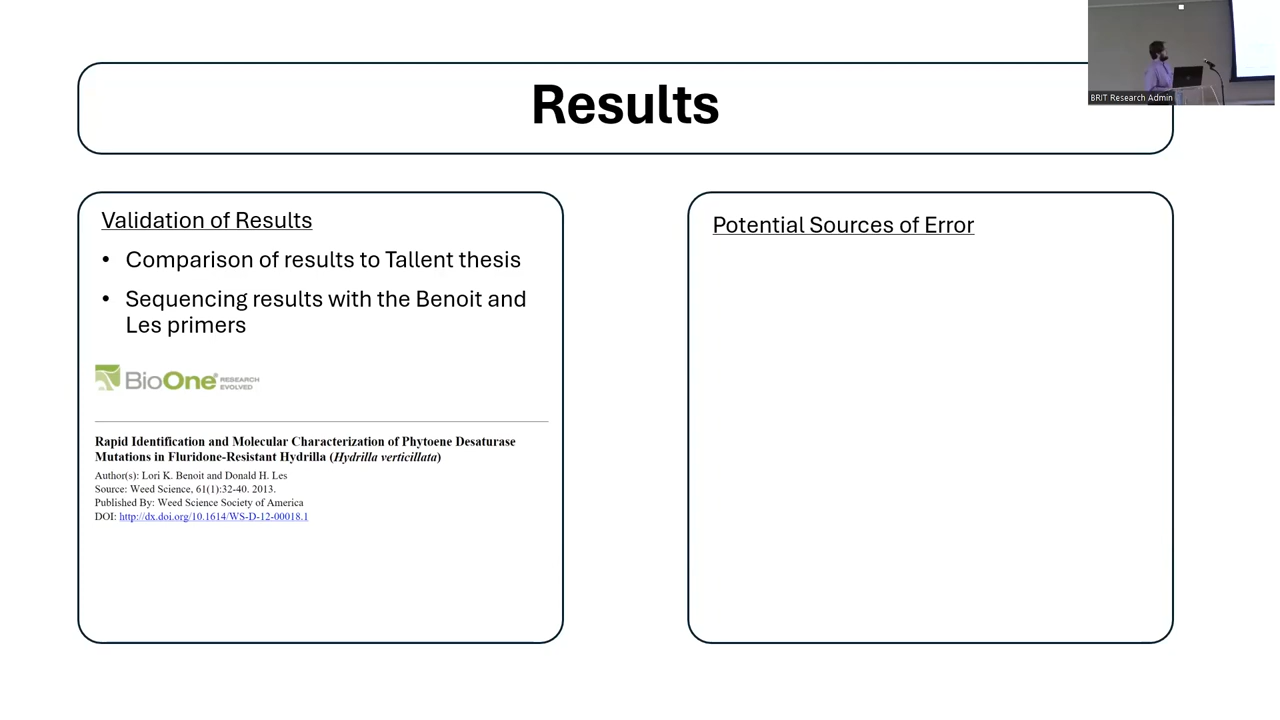 Results
BRIT Research Admin
Validation of Results
• Comparison of results to Tallent thesis
• Sequencing results with the Benoit and
Les primers
BioOne® RESEARCH
EVOLVED
Rapid Identification and Molecular Characterization of Phytoene Desaturase
Mutations in Fluridone-Resistant Hydrilla (Hydrilla verticillata)
Author(s): Lori K. Benoit and Donald H. Les
Source: Weed Science, 61(1):32-40. 2013.
Published By: Weed Science Society of America
DOI: http://dx.doi.org/10.1614/WS-D-12-00018.1
Potential Sources of Error